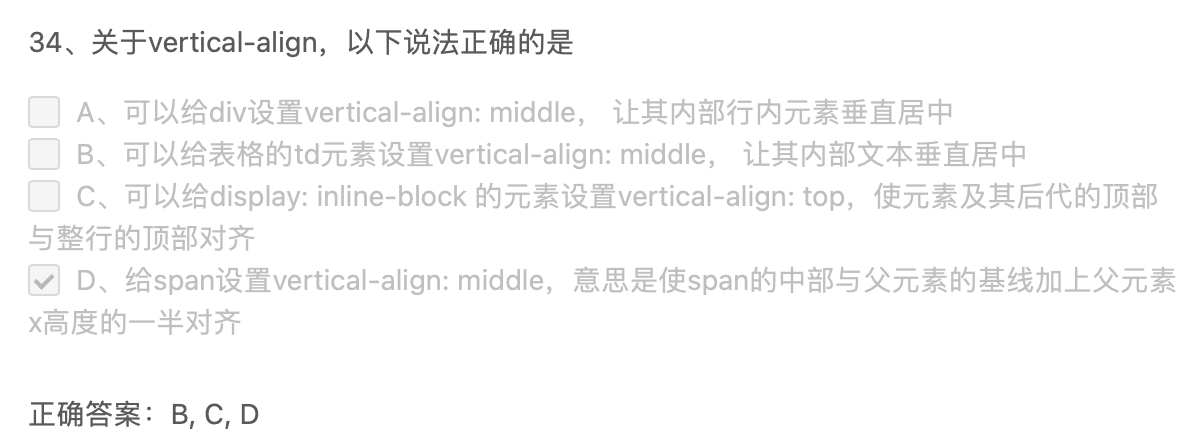 34、关于vertical-align，以下说法正确的是
A、可以给div设置vertical-align: middle， 让其内部行内元素垂直居中
B、可以给表格的td元素设置vertical-align: middle， 让其内部文本垂直居中
C、可以给display: inline-block 的元素设置vertical-align: top，使元素及其后代的顶部
与整行的顶部对齐
D、给span设置vertical-align: middle，意思是使span的中部与父元素的基线加上父元素
x高度的一半对齐
正确答案：B, C, D